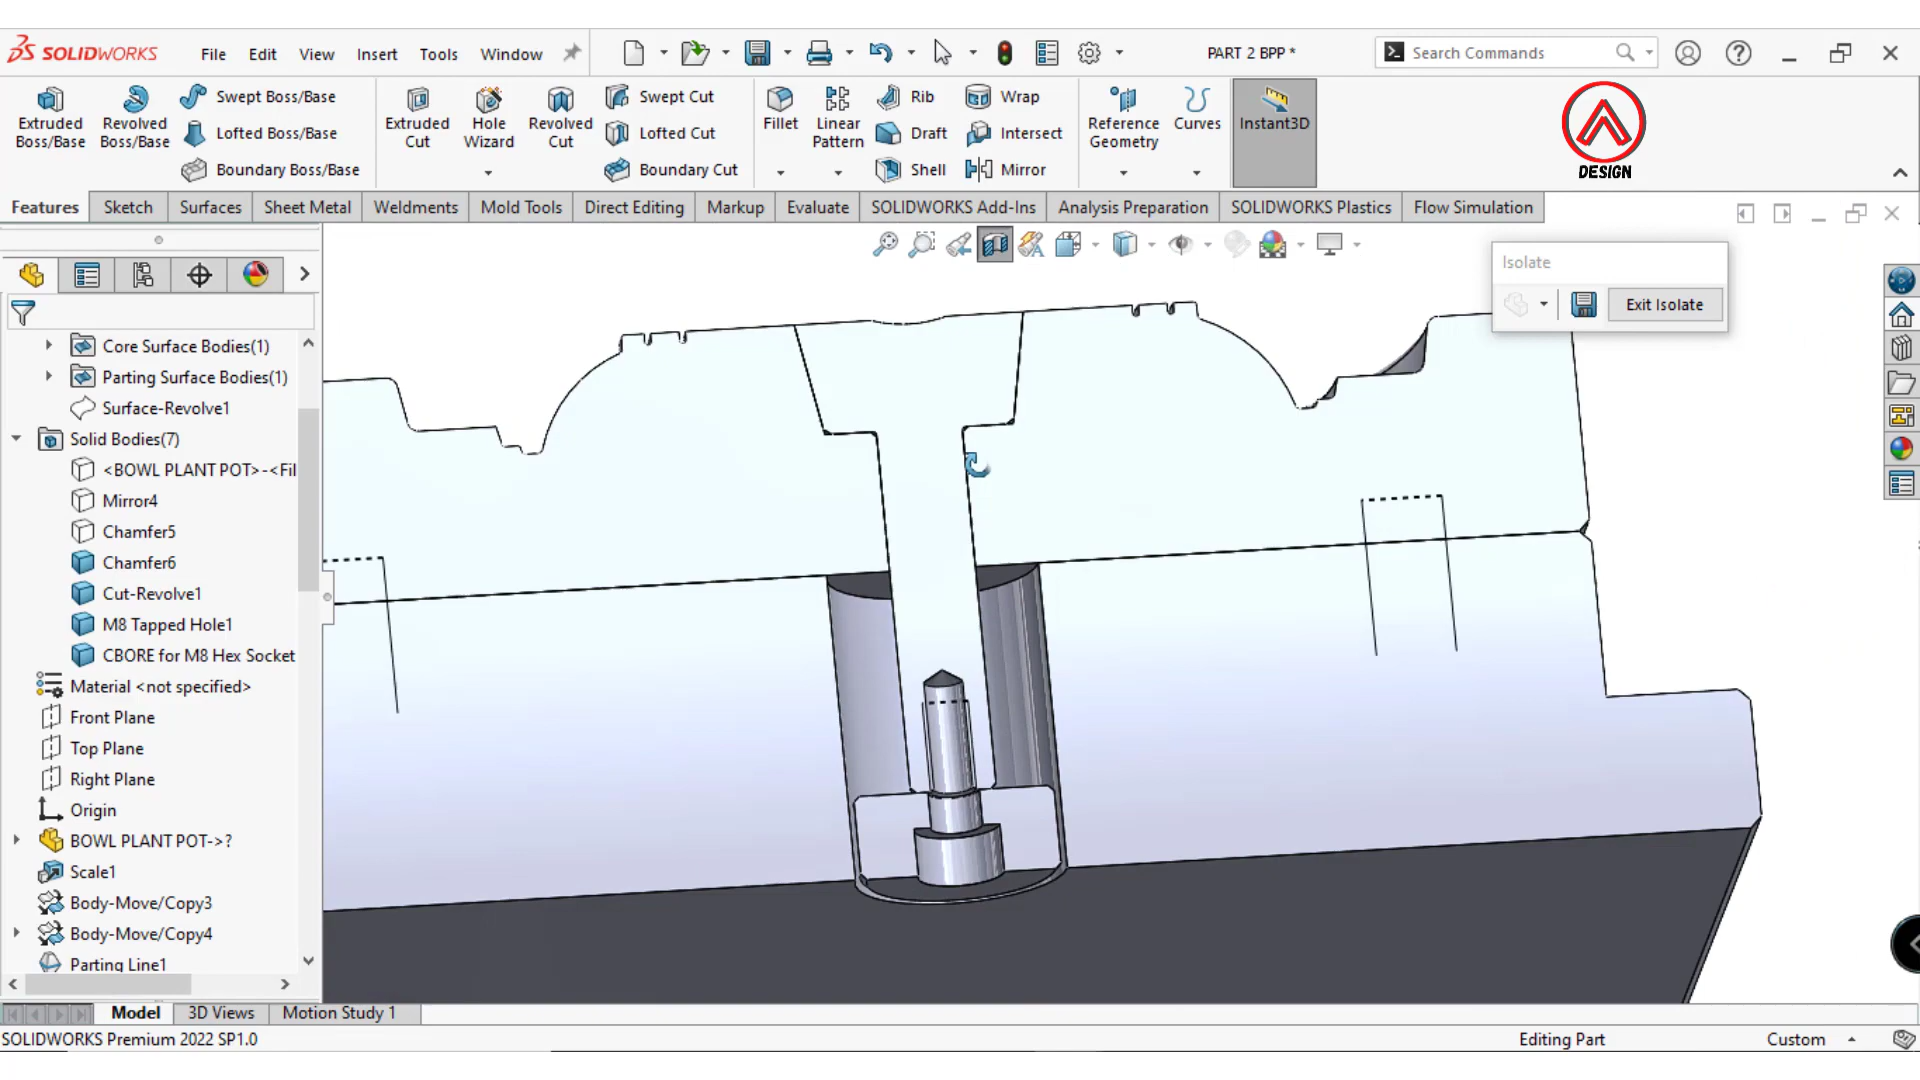 SOLIDWORKS
File Edit View Insert Tools Window
PART 2 BPP *
Search Commands
Extruded Boss/Base
Revolved Boss/Base
Swept Boss/Base
Lofted Boss/Base
Boundary Boss/Base
Extruded Cut
Hole Wizard
Revolved Cut
Swept Cut
Lofted Cut
Boundary Cut
Fillet
Linear Pattern
Rib
Draft
Shell
Wrap
Intersect
Mirror
Reference Geometry
Curves
Instant3D
DESIGN
Features Sketch Surfaces Sheet Metal Weldments Mold Tools Direct Editing Markup Evaluate SOLIDWORKS Add-Ins Analysis Preparation SOLIDWORKS Plastics Flow Simulation
Isolate
Exit Isolate
Core Surface Bodies(1)
Parting Surface Bodies(1)
Surface-Revolve1
Solid Bodies(7)
<BOWL PLANT POT>-<Fil
Mirror4
Chamfer5
Chamfer6
Cut-Revolve1
M8 Tapped Hole1
CBORE for M8 Hex Socket
Material <not specified>
Front Plane
Top Plane
Right Plane
Origin
BOWL PLANT POT->?
Scale1
Body-Move/Copy3
Body-Move/Copy4
Parting Line1
Model 3D Views Motion Study 1
SOLIDWORKS Premium 2022 SP1.0
Editing Part
Custom